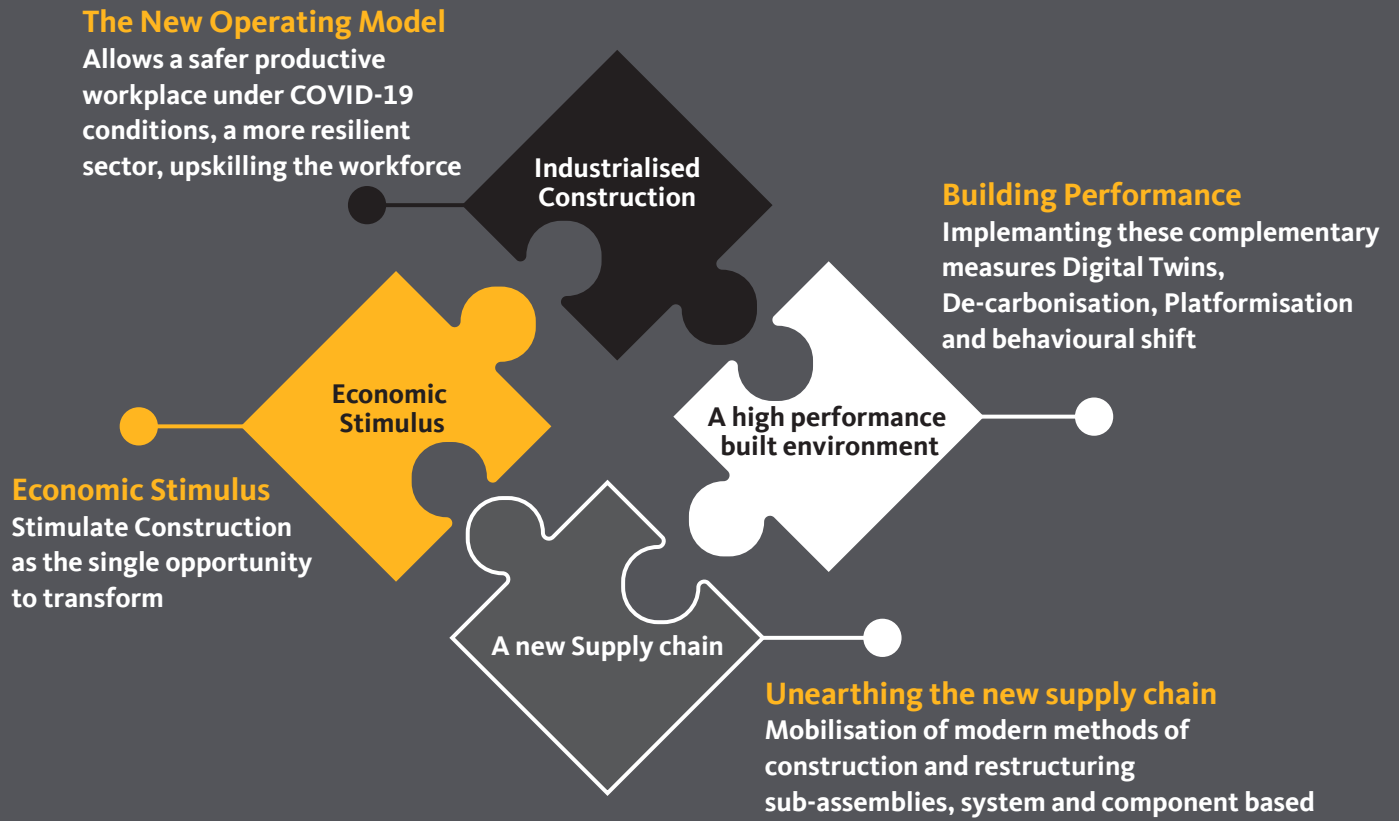 The New Operating Model
Allows a safer productive
workplace under COVID-19
conditions, a more resilient
sector, upskilling the workforce
Industrialised
Construction
Building Performance
Implemanting these complementary
measures Digital Twins,
De-carbonisation, Platformisation
and behavioural shift
Economic
Stimulus
A high performance
built environment
Economic Stimulus
Stimulate Construction
as the single opportunity
to transform
A new Supply chain
Unearthing the new supply chain
Mobilisation of modern methods of
construction and restructuring
sub-assemblies, system and component based